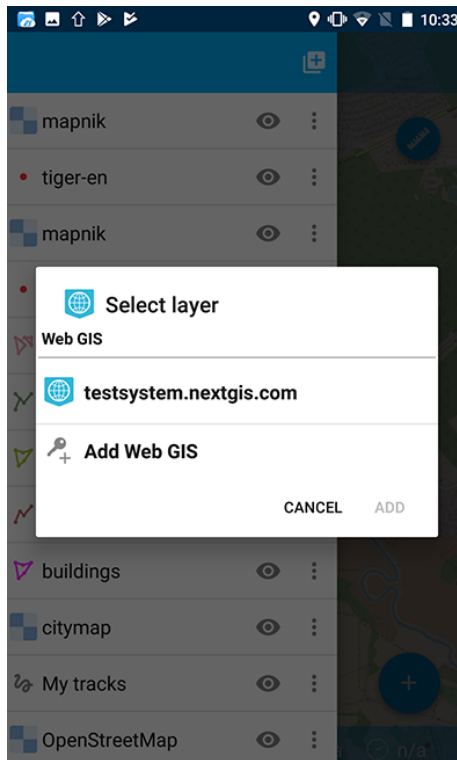 10:33
mapnik
tiger-en
mapnik
Select layer
Web GIS
testsystem.nextgis.com
Add Web GIS
CANCEL ADD
buildings
citymap
My tracks
OpenStreetMap
a n/a